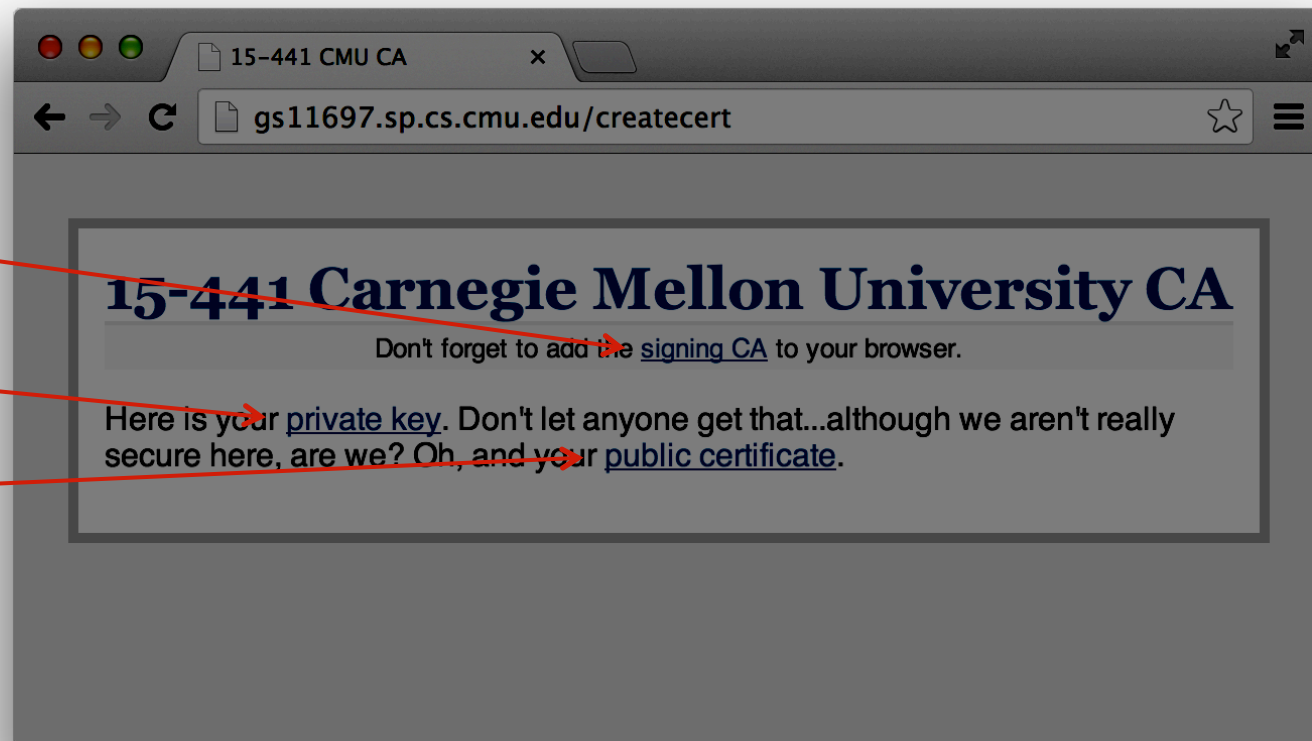 15-441 CMU CA
gs11697.sp.cs.cmu.edu/createcert
15-441 Carnegie Mellon University CA
Don't forget to add the signing CA to your browser.
Here is your private key. Don't let anyone get that...although we aren't really
secure here, are we? Oh, and your public certificate.